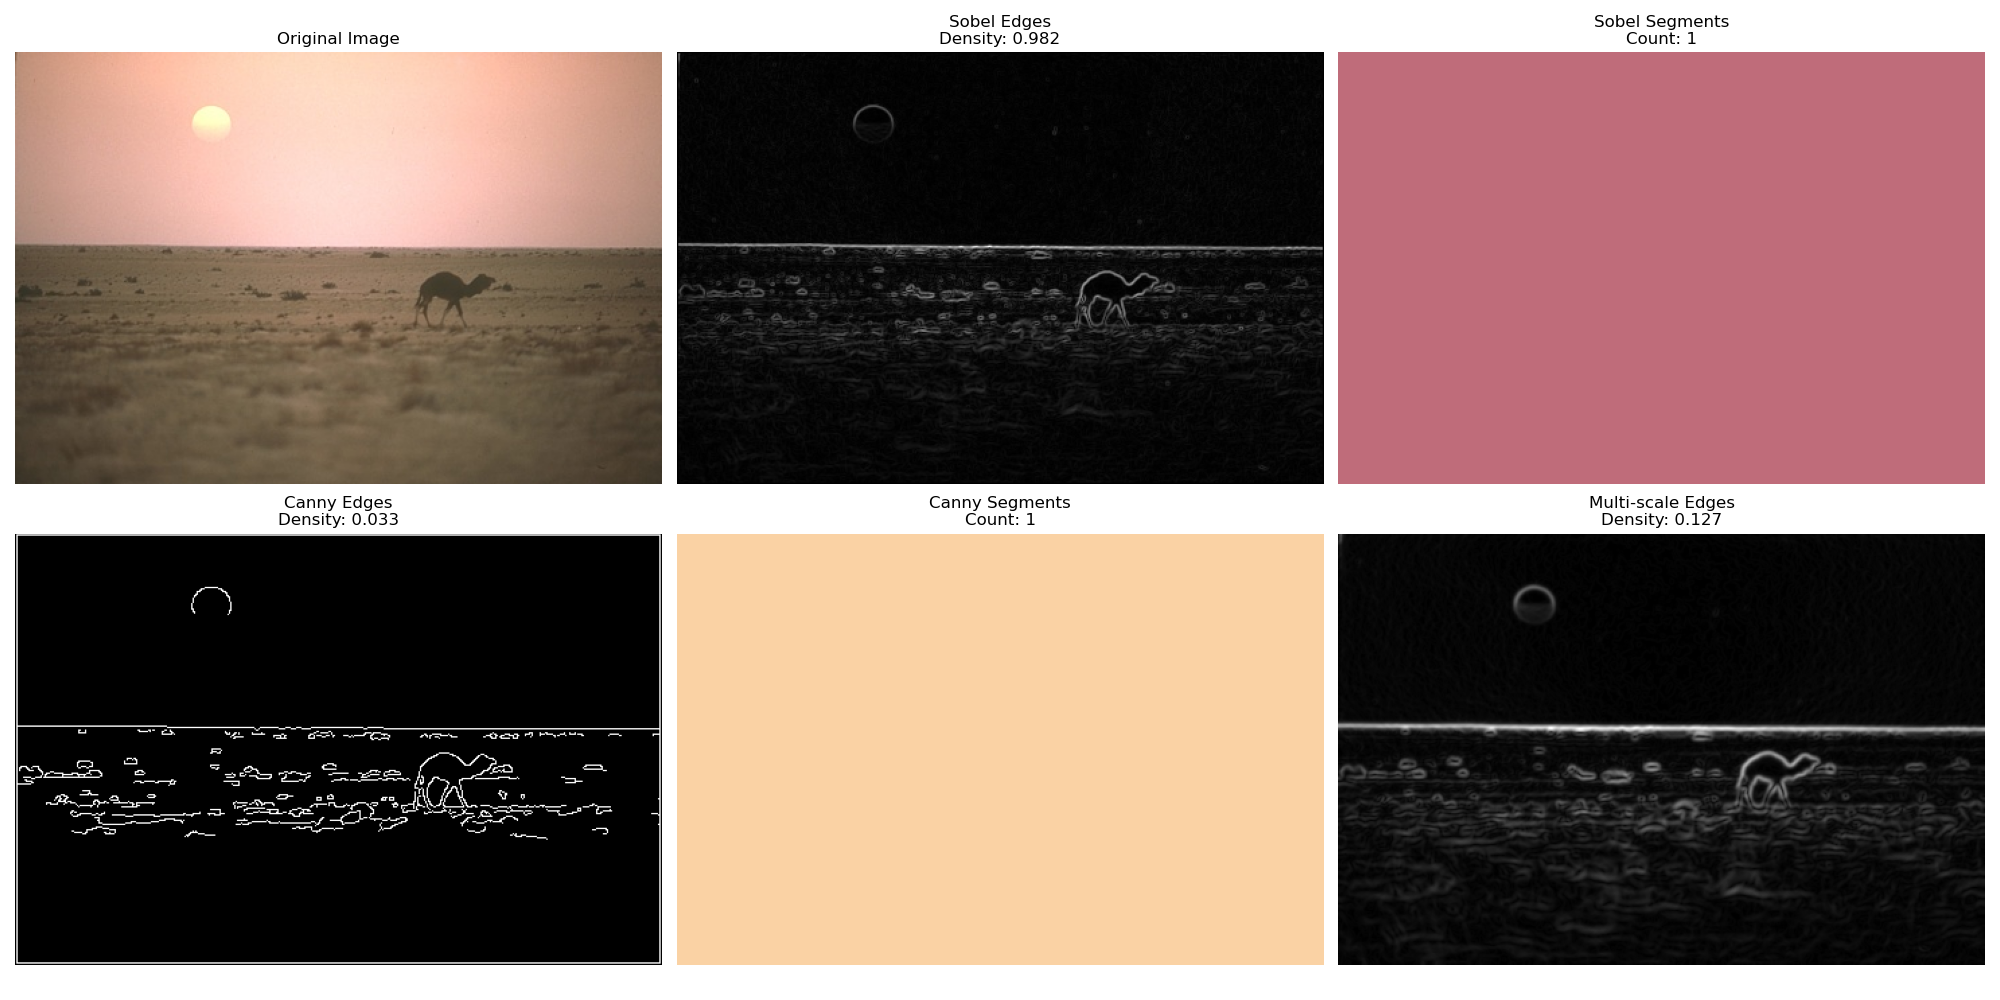 Original Image
Sobel Edges
Density: 0.982
Sobel Segments
Count: 1
Canny Edges
Density: 0.033
Canny Segments
Count: 1
Multi-scale Edges
Density: 0.127